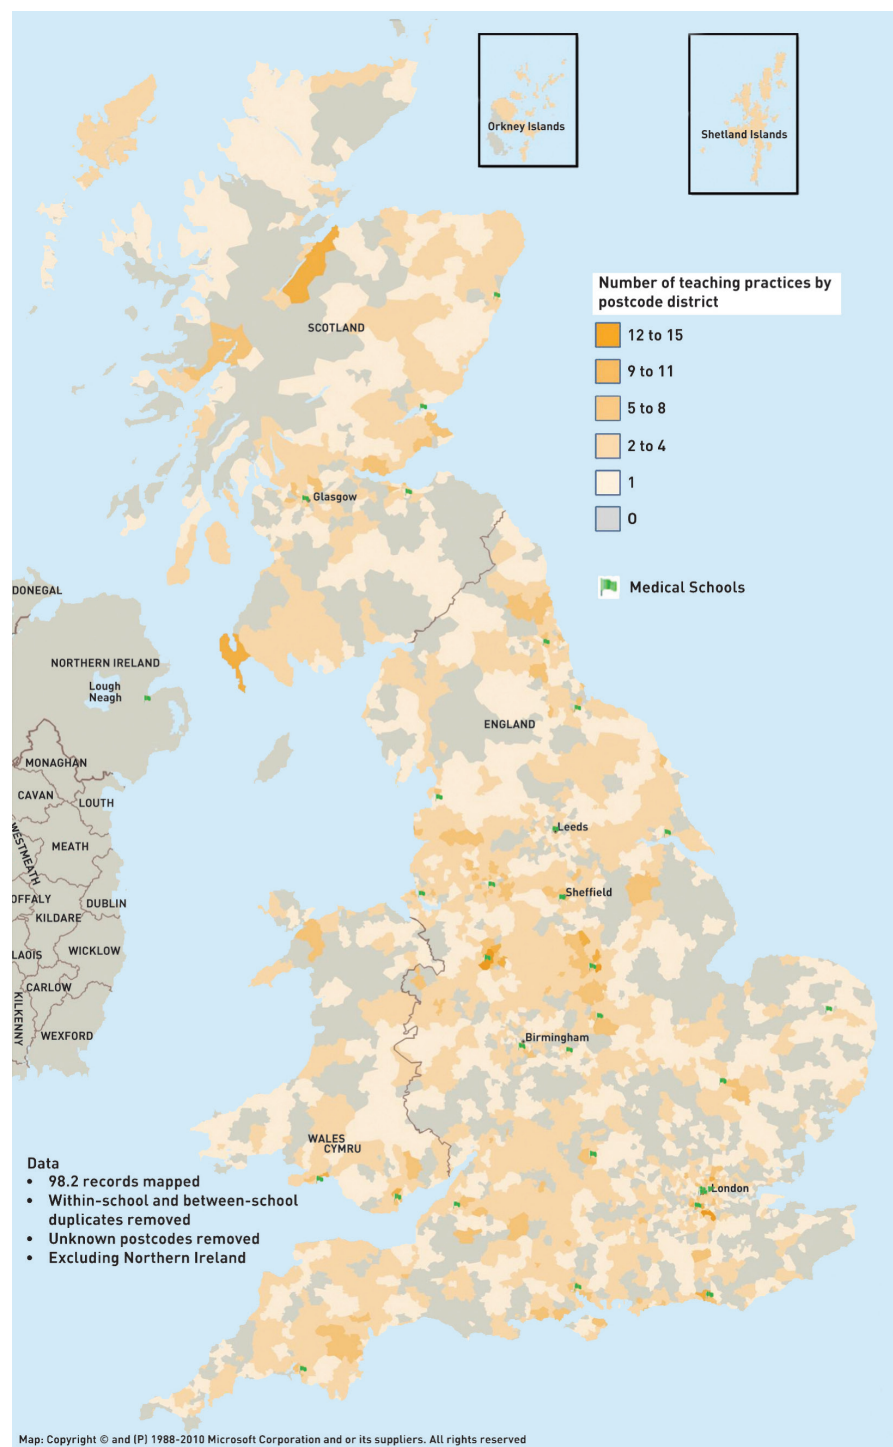 Orkney Islands
Shetland Islands
Number of teaching practices by
postcode district
12 to 15
9 to 11
5 to 8
2 to 4
1
0
Medical Schools
SCOTLAND
Glasgow
DONEGAL
NORTHERN IRELAND
Lough
Neagh
ENGLAND
MONAGHAN
CAVAN
LOUTH
WESTMEATH
MEATH
Leeds
OFFALY
DUBLIN
KILDARE
Sheffield
LAOIS
WICKLOW
CARLOW
KILKENNY
WEXFORD
Birmingham
WALES
CYMRU
London
Data
• 98.2 records mapped
• Within-school and between-school
duplicates removed
• Unknown postcodes removed
• Excluding Northern Ireland
Map: Copyright © and (P) 1988-2010 Microsoft Corporation and or its suppliers. All rights reserved